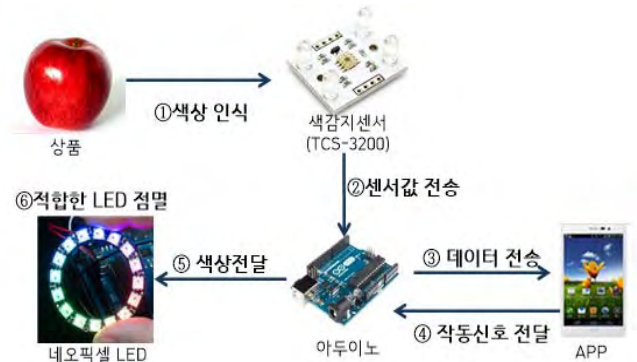 ①색상 인식
상품
색감지센서
(TCS-3200)
②센서값 전송
⑥적합한 LED 점멸
⑤ 색상전달
③ 데이터 전송
④ 작동신호 전달
네오픽셀 LED
아두이노
APP